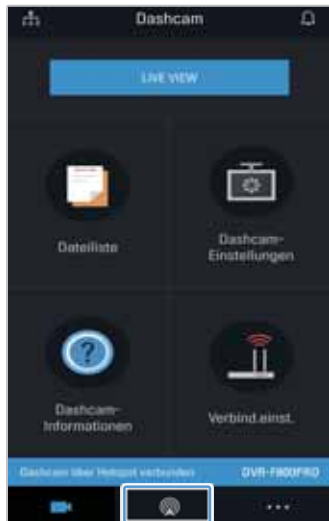 Dashcam
LIVE VIEW
Dateiliste
Dashcam-
Einstellungen
Dashcam-
Informationen
Verbind.einst.
Dashcam über Hotspot verbunden
DVR-F800PRO